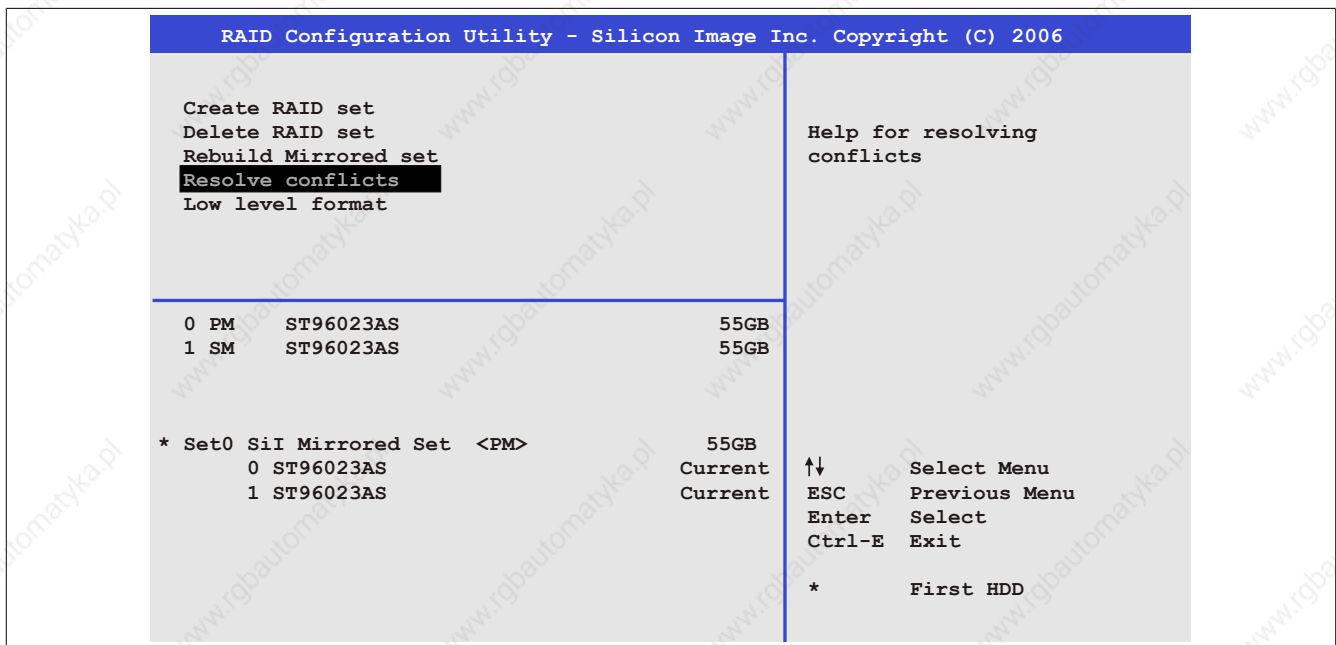 RAID Configuration Utility - Silicon Image Inc. Copyright (C) 2006
Create RAID set
Delete RAID set
Rebuild Mirrored set
Resolve conflicts
Low level format
Help for resolving
conflicts
0 PM ST96023AS 55GB
1 SM ST96023AS 55GB
* Set0 SiI Mirrored Set <PM> 55GB
0 ST96023AS Current
1 ST96023AS Current
↑↓ Select Menu
ESC Previous Menu
Enter Select
Ctrl-E Exit
* First HDD
www.rgbautomatyka.pl